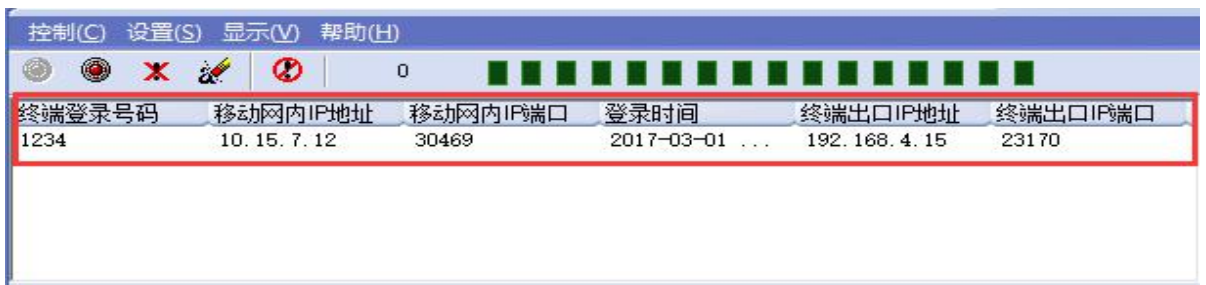 控制(C) 设置(S) 显示(V) 帮助(H)
0
终端登录号码 移动网内IP地址 移动网内IP端口 登录时间 终端出口IP地址 终端出口IP端口
1234 10.15.7.12 30469 2017-03-01 ... 192.168.4.15 23170